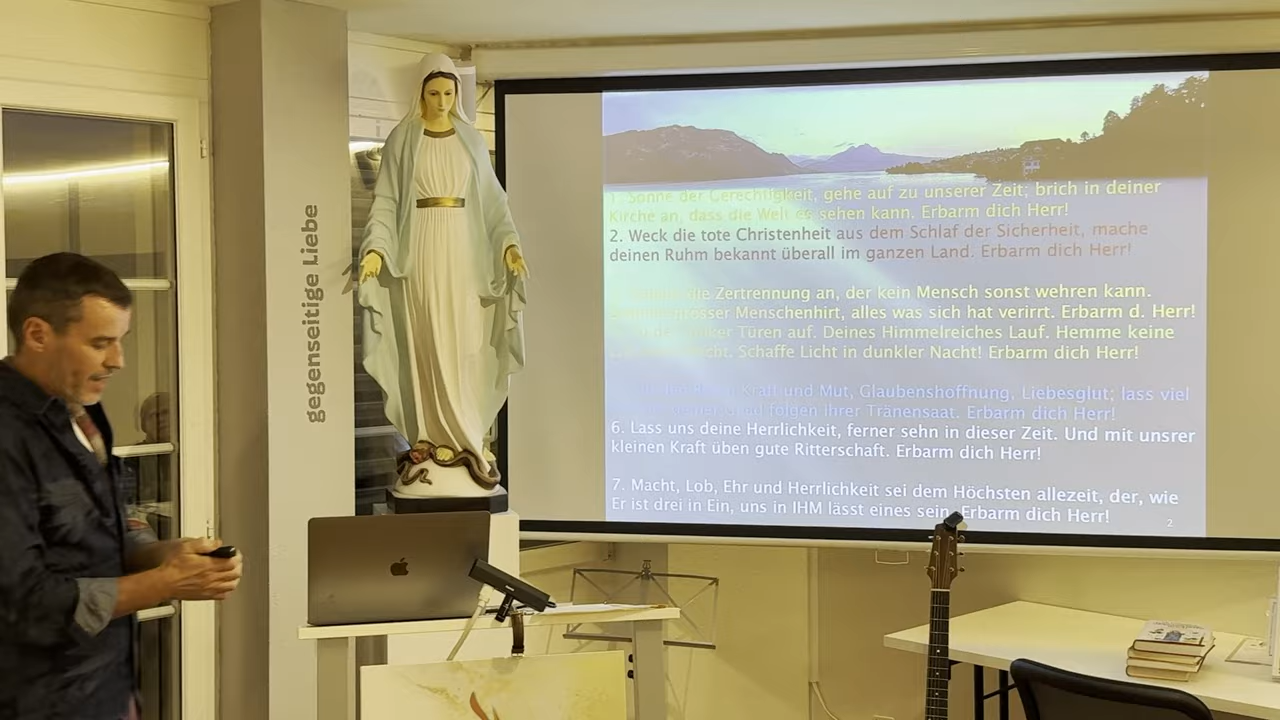 gegenseitige Liebe
1. Sonne der Gerechtigkeit, gehe auf zu unserer Zeit; brich in deiner
Kirche an, dass die Welt es sehen kann. Erbarm dich Herr!
2. Weck die tote Christenheit aus dem Schlaf der Sicherheit, mache
deinen Ruhm bekannt überall im ganzen Land. Erbarm dich Herr!
die Zertrennung an, der kein Mensch sonst wehren kann.
grosser Menschenhirt, alles was sich hat verirrt. Erbarm d. Herr!
Türen auf. Deines Himmelreiches Lauf. Hemme keine
Schaffe Licht in dunkler Nacht! Erbarm dich Herr!
Kraft und Mut, Glaubenshoffnung, Liebesglut; lass viel
folgen ihrer Tränensaat. Erbarm dich Herr!
6. Lass uns deine Herrlichkeit, ferner sehn in dieser Zeit. Und mit unsrer
kleinen Kraft üben gute Ritterschaft. Erbarm dich Herr!
7. Macht, Lob, Ehr und Herrlichkeit sei dem Höchsten allezeit, der, wie
Er ist drei in Ein, uns in IHM lässt eines sein. Erbarm dich Herr!
2